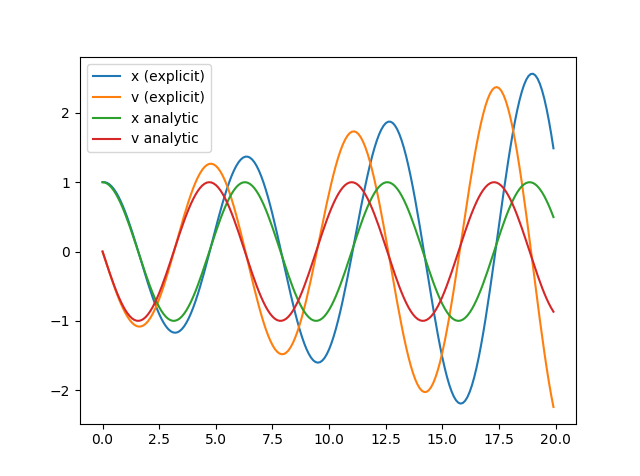 x (explicit)
v (explicit)
x analytic
v analytic
2
1
0
−1
−2
0.0 2.5 5.0 7.5 10.0 12.5 15.0 17.5 20.0